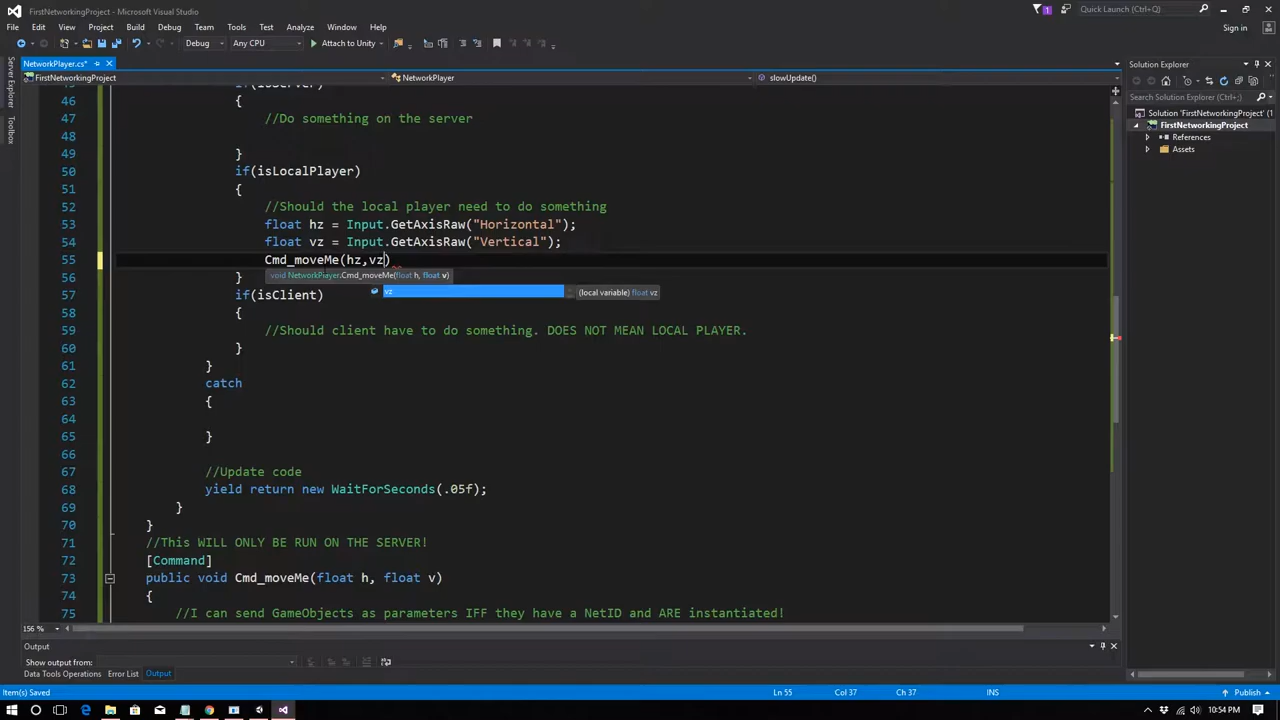 FirstNetworkingProject - Microsoft Visual Studio
1
Quick Launch (Ctrl+Q)
File Edit View Project Build Debug Team Tools Test Analyze Window Help
Sign in
Debug Any CPU Attach to Unity
NetworkPlayer.cs*
Solution Explorer
FirstNetworkingProject NetworkPlayer slowUpdate()
Server Explorer
Toolbox
Search Solution Explorer (Ctrl+;)
Solution 'FirstNetworkingProject' (1
FirstNetworkingProject
References
Assets
45 if(isServer)
46 {
47 //Do something on the server
48
49 }
50 if(isLocalPlayer)
51 {
52 //Should the local player need to do something
53 float hz = Input.GetAxisRaw("Horizontal");
54 float vz = Input.GetAxisRaw("Vertical");
55 Cmd_moveMe(hz,vz)
56 }
void NetworkPlayer.Cmd_moveMe(float h, float v)
vz
(local variable) float vz
57 if(isClient)
58 {
59 //Should client have to do something. DOES NOT MEAN LOCAL PLAYER.
60 }
61 }
62 catch
63 {
64
65 }
66
67 //Update code
68 yield return new WaitForSeconds(.05f);
69 }
70 }
71 //This WILL ONLY BE RUN ON THE SERVER!
72 [Command]
73 public void Cmd_moveMe(float h, float v)
74 {
75 //I can send GameObjects as parameters IFF they have a NetID and ARE instantiated!
156 %
Output
Show output from:
Data Tools Operations Error List Output
Item(s) Saved Ln 55 Col 37 Ch 37 INS Publish
10:54 PM